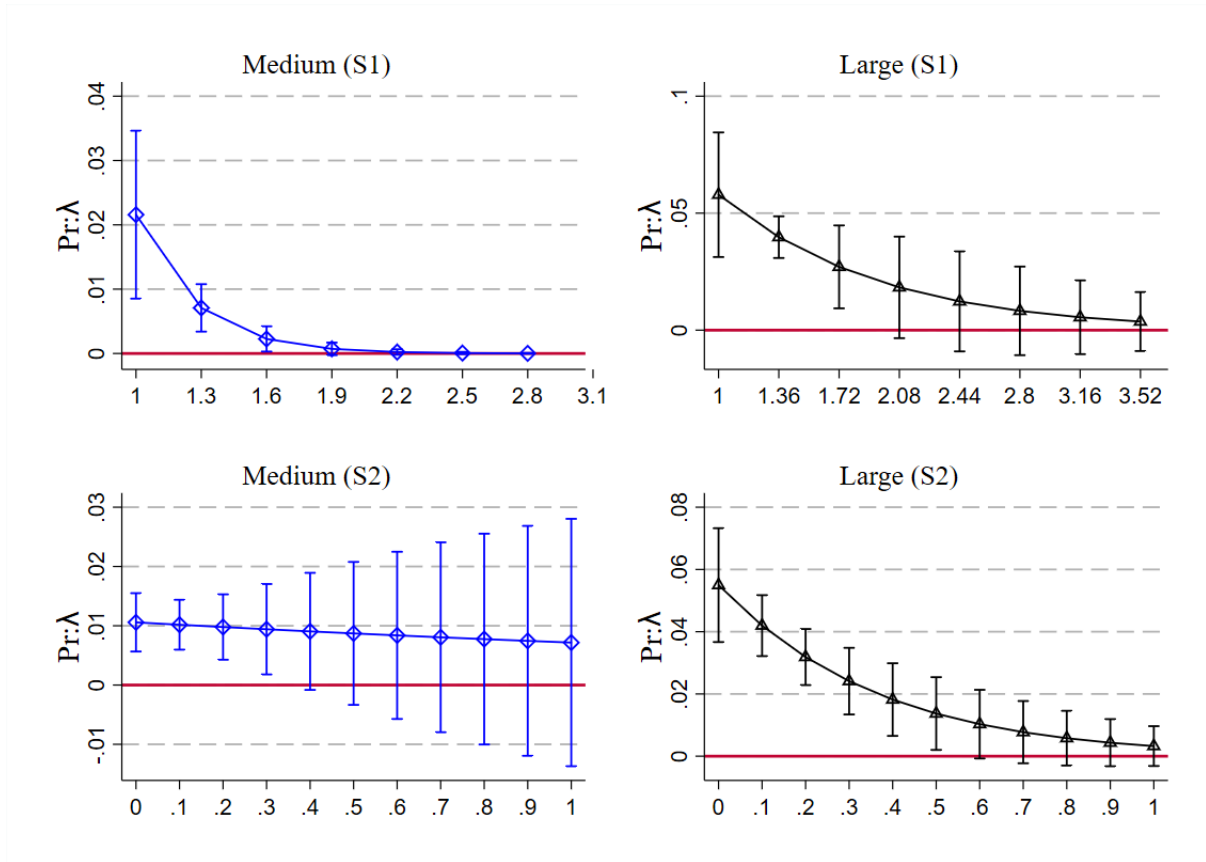 Medium (S1)
Pr:λ
.04
.03
.02
.01
0
1 1.3 1.6 1.9 2.2 2.5 2.8 3.1
Large (S1)
Pr:λ
.1
.05
0
1 1.36 1.72 2.08 2.44 2.8 3.16 3.52
Medium (S2)
Pr:λ
.03
.02
.01
0
-.01
0 .1 .2 .3 .4 .5 .6 .7 .8 .9 1
Large (S2)
Pr:λ
.08
.06
.04
.02
0
0 .1 .2 .3 .4 .5 .6 .7 .8 .9 1